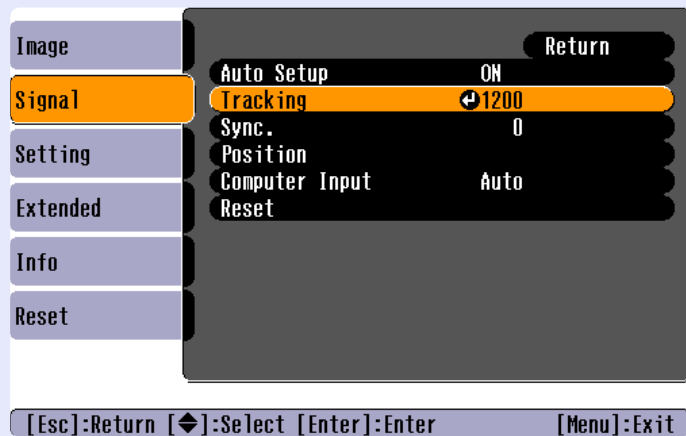 Image
Signal
Setting
Extended
Info
Reset
Return
Auto Setup ON
Tracking 1200
Sync. 0
Position
Computer Input Auto
Reset
[Esc]:Return [◆]:Select [Enter]:Enter [Menu]:Exit